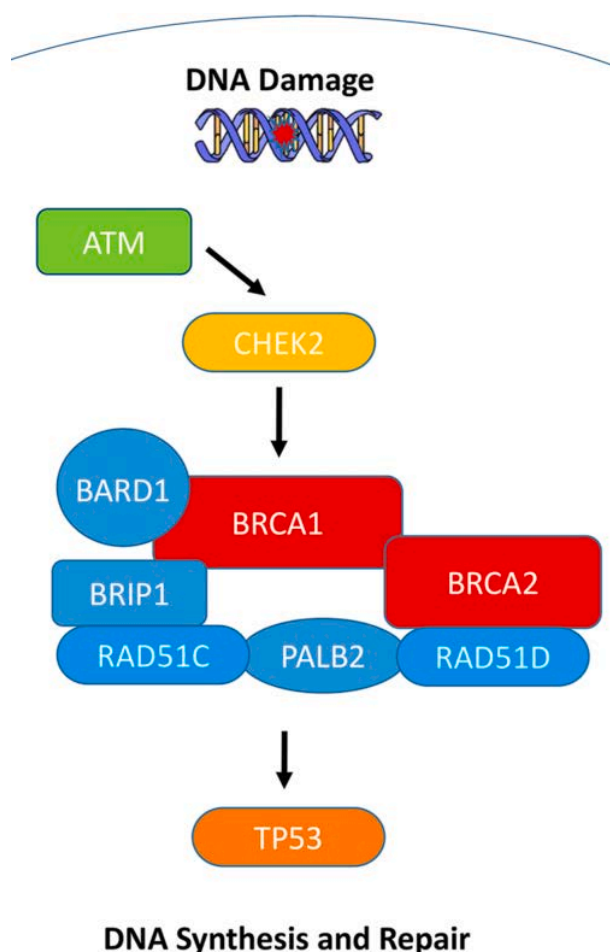 DNA Damage
ATM
CHEK2
BARD1
BRCA1
BRCA2
BRIP1
RAD51C
PALB2
RAD51D
TP53
DNA Synthesis and Repair